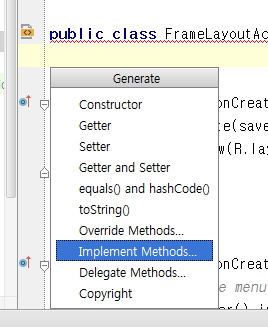 public class FrameLayoutAc
Generate
Constructor
onCreat
Getter
te(save
Setter
w(R.lay
Getter and Setter
equals() and hashCode()
toString()
Override Methods...
Implement Methods...
Delegate Methods...
onCreat
Copyright
e menu